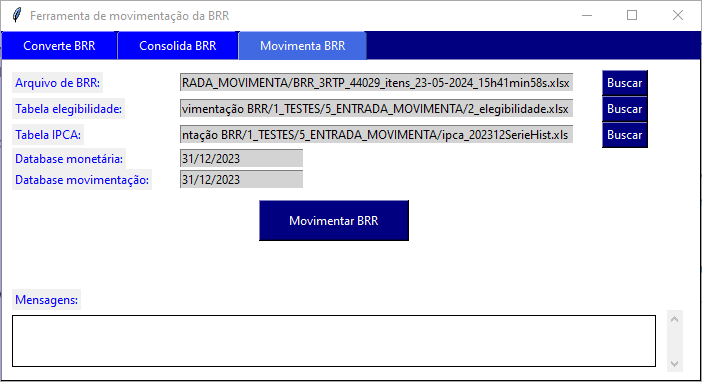 Ferramenta de movimentação da BRR
Converte BRR Consolida BRR Movimenta BRR
Arquivo de BRR: RADA_MOVIMENTA/BRR_3RTP_44029_itens_23-05-2024_15h41min58s.xlsx Buscar
Tabela elegibilidade: vimentação BRR/1_TESTES/5_ENTRADA_MOVIMENTA/2_elegibilidade.xlsx Buscar
Tabela IPCA: ntação BRR/1_TESTES/5_ENTRADA_MOVIMENTA/ipca_202312SerieHist.xls Buscar
Database monetária: 31/12/2023
Database movimentação: 31/12/2023
Movimentar BRR
Mensagens: